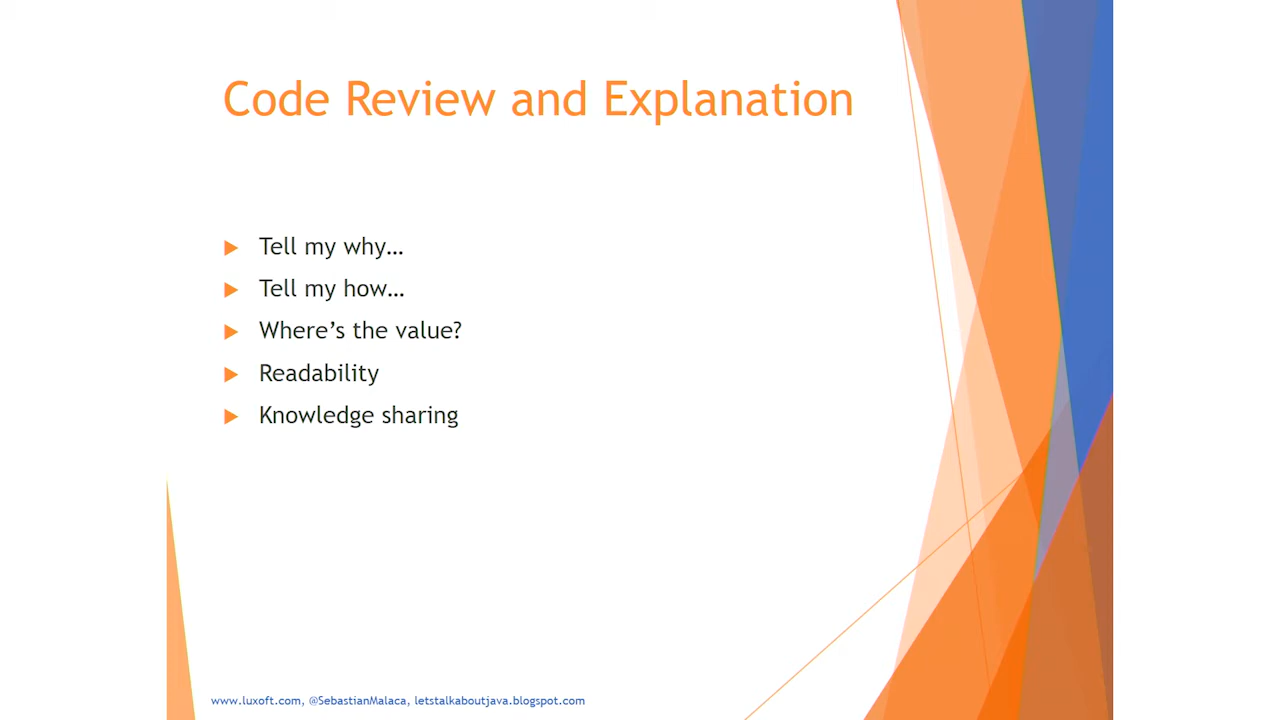 Code Review and Explanation
Tell my why…
Tell my how…
Where’s the value?
Readability
Knowledge sharing
www.luxoft.com, @SebastianMalaca, letstalkaboutjava.blogspot.com